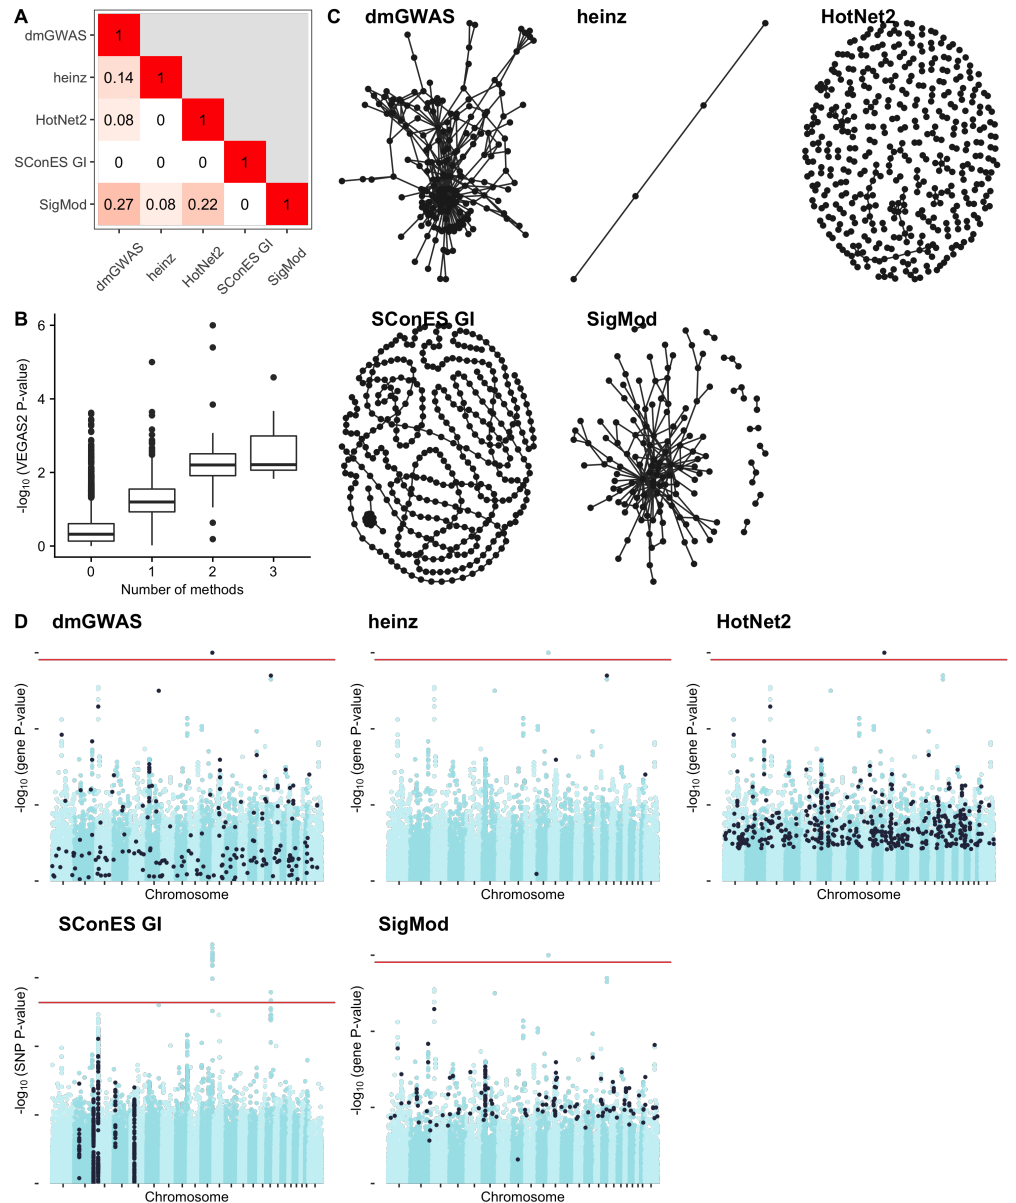 A
dmGWAS 1
heinz 0.14 1
HotNet2 0.08 0 1
SConES GI 0 0 0 1
SigMod 0.27 0.08 0.22 0 1
dmGWAS heinz HotNet2 SConES GI SigMod
C
dmGWAS heinz HotNet2
SConES GI SigMod
B
-log10 (VEGAS2 P-value)
6
4
2
0
0 1 2 3
Number of methods
D
dmGWAS heinz HotNet2
-log10 (gene P-value) -log10 (gene P-value) -log10 (gene P-value)
Chromosome Chromosome Chromosome
SConES GI SigMod
-log10 (SNP P-value) -log10 (gene P-value)
Chromosome Chromosome